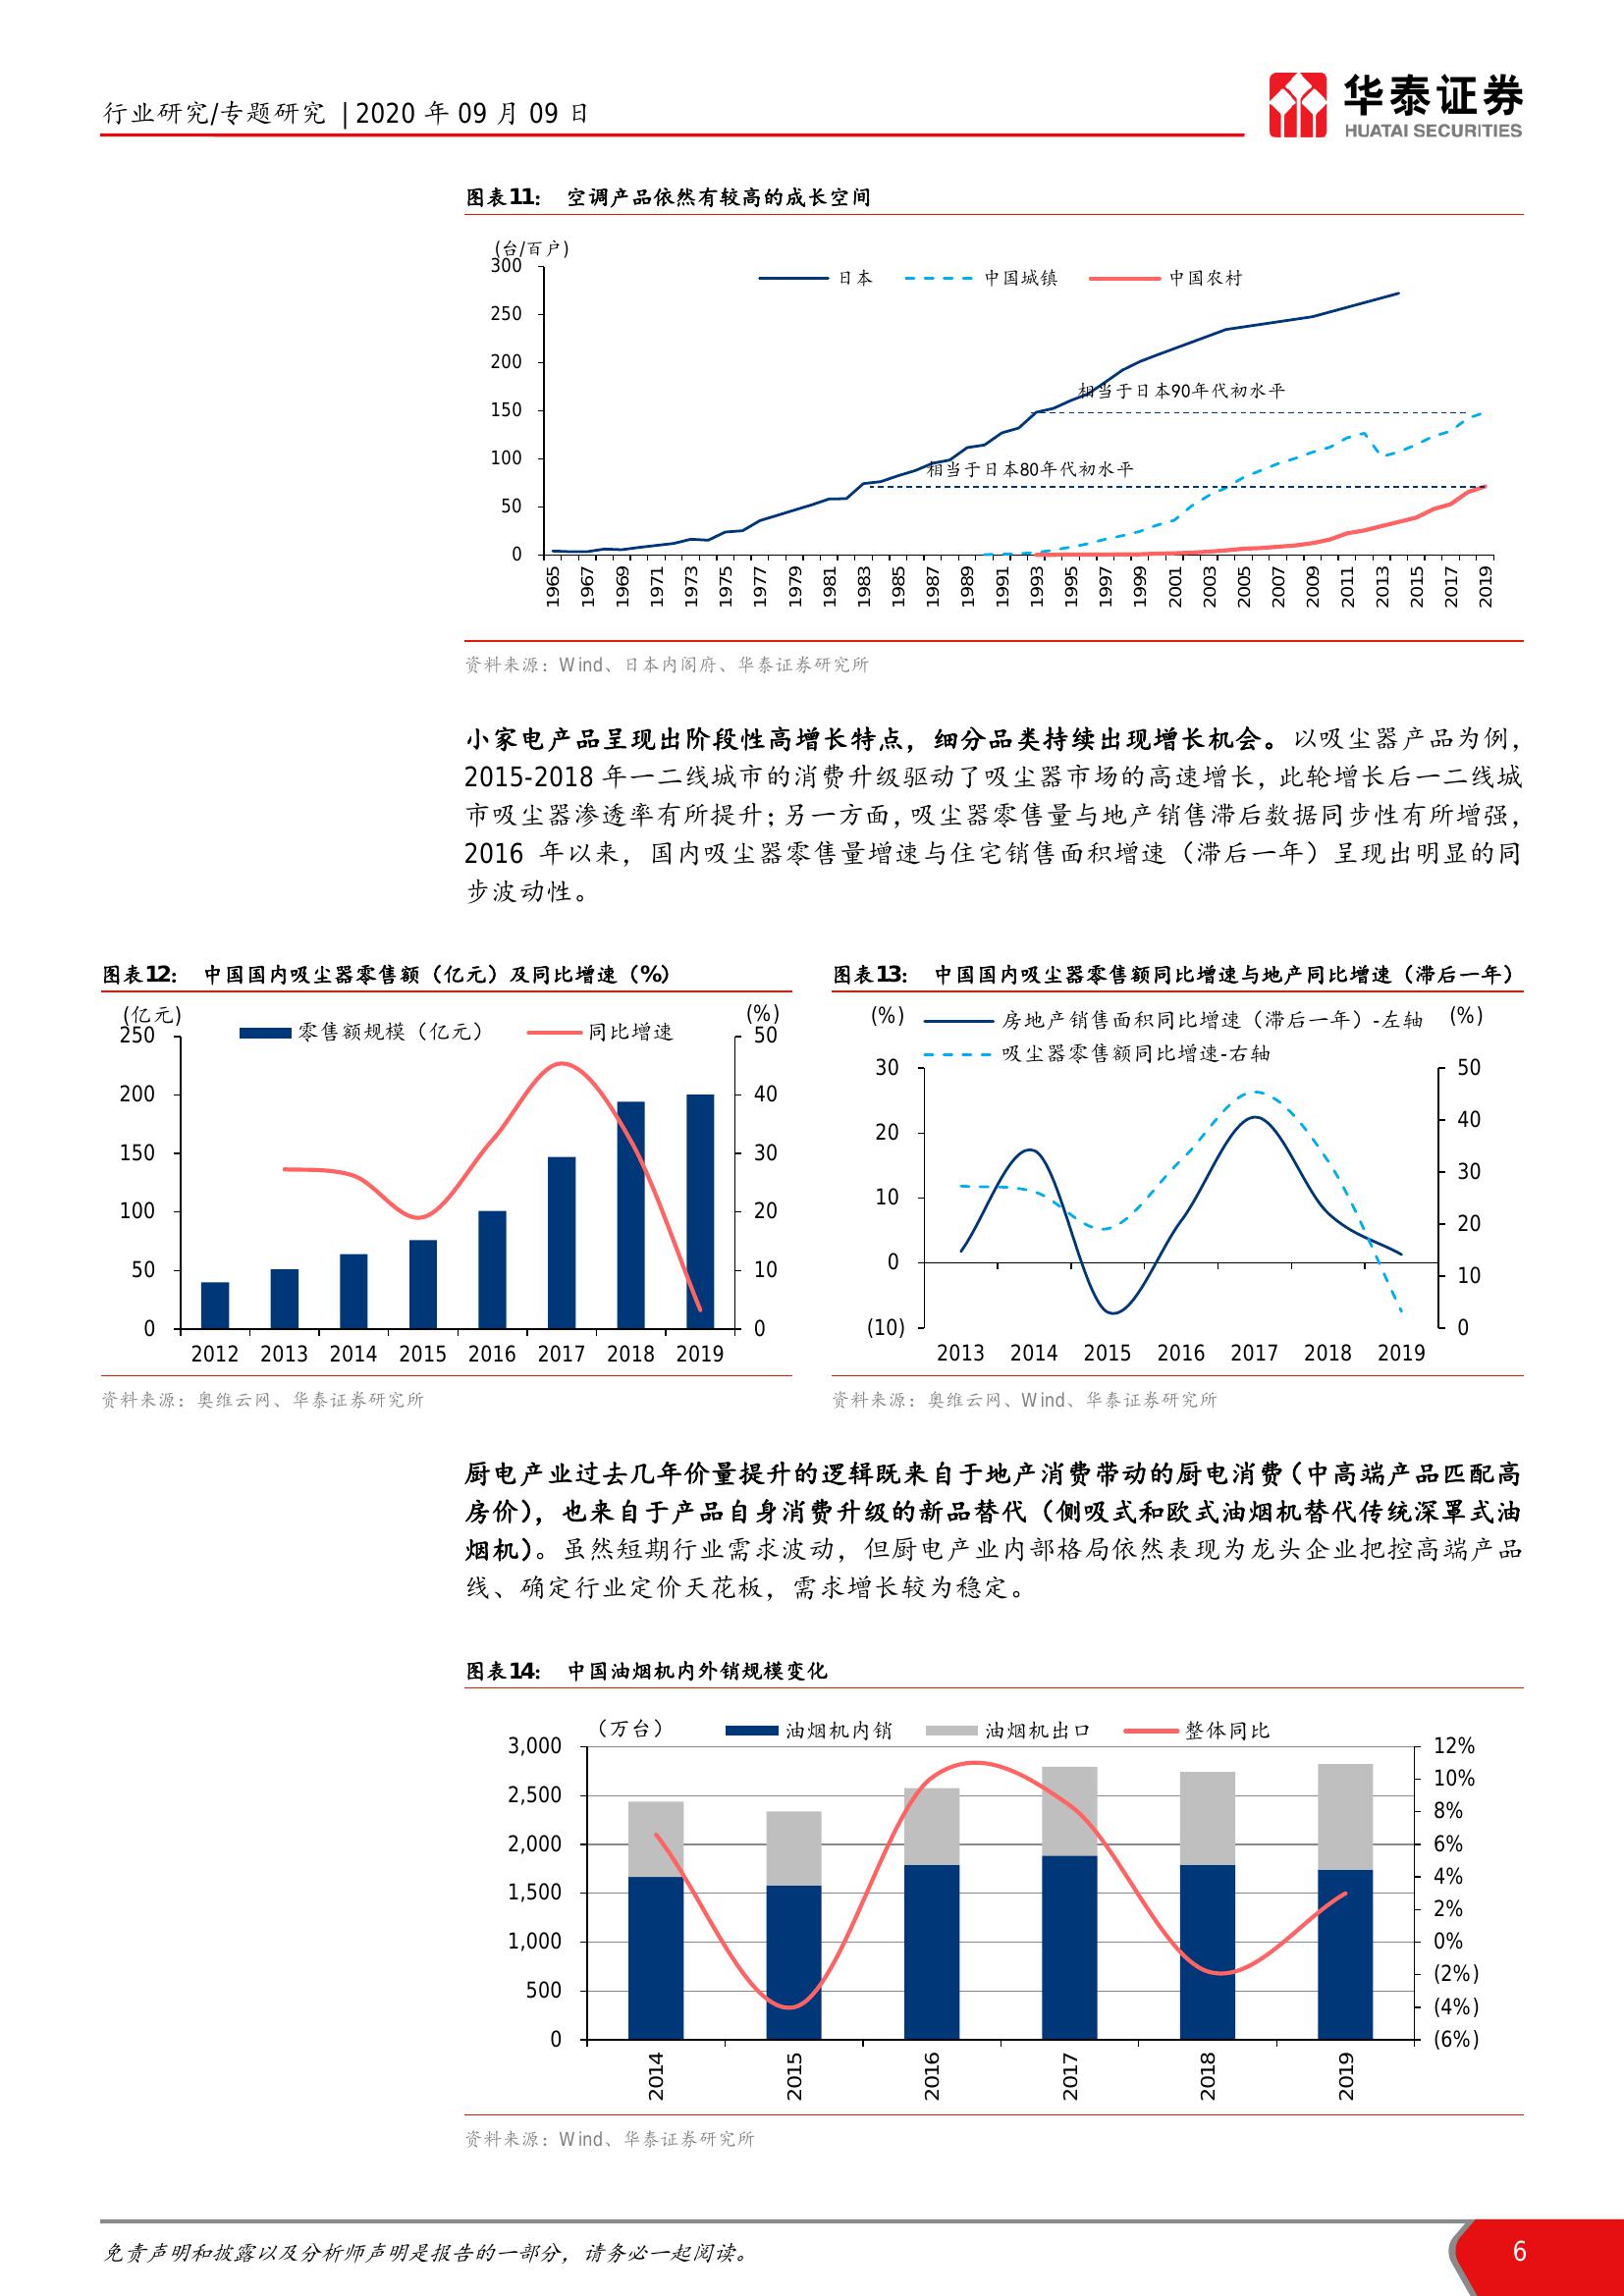 行业研究/专题研究 | 2020 年 09 月 09 日
华泰证券
HUATAI SECURITIES
图表11： 空调产品依然有较高的成长空间
(台/百户)
300
250
200
150
100
50
0
日本 中国城镇 中国农村
相当于日本90年代初水平
相当于日本80年代初水平
1965 1967 1969 1971 1973 1975 1977 1979 1981 1983 1985 1987 1989 1991 1993 1995 1997 1999 2001 2003 2005 2007 2009 2011 2013 2015 2017 2019
资料来源：Wind、日本内阁府、华泰证券研究所
小家电产品呈现出阶段性高增长特点，细分品类持续出现增长机会。以吸尘器产品为例，
2015-2018 年一二线城市的消费升级驱动了吸尘器市场的高速增长，此轮增长后一二线城
市吸尘器渗透率有所提升；另一方面，吸尘器零售量与地产销售滞后数据同步性有所增强，
2016 年以来，国内吸尘器零售量增速与住宅销售面积增速（滞后一年）呈现出明显的同
步波动性。
图表12： 中国国内吸尘器零售额（亿元）及同比增速（%）
(亿元)
(%)
零售额规模（亿元） 同比增速
250
200
150
100
50
0
50
40
30
20
10
0
2012 2013 2014 2015 2016 2017 2018 2019
资料来源：奥维云网、华泰证券研究所
图表13： 中国国内吸尘器零售额同比增速与地产同比增速（滞后一年）
(%)
(%)
房地产销售面积同比增速（滞后一年）-左轴
吸尘器零售额同比增速-右轴
30
20
10
0
(10)
50
40
30
20
10
0
2013 2014 2015 2016 2017 2018 2019
资料来源：奥维云网、Wind、华泰证券研究所
厨电产业过去几年价量提升的逻辑既来自于地产消费带动的厨电消费（中高端产品匹配高
房价），也来自于产品自身消费升级的新品替代（侧吸式和欧式油烟机替代传统深罩式油
烟机）。虽然短期行业需求波动，但厨电产业内部格局依然表现为龙头企业把控高端产品
线、确定行业定价天花板，需求增长较为稳定。
图表14： 中国油烟机内外销规模变化
（万台）
油烟机内销 油烟机出口 整体同比
3,000
2,500
2,000
1,500
1,000
500
0
12%
10%
8%
6%
4%
2%
0%
(2%)
(4%)
(6%)
2014 2015 2016 2017 2018 2019
资料来源：Wind、华泰证券研究所
免责声明和披露以及分析师声明是报告的一部分，请务必一起阅读。
6